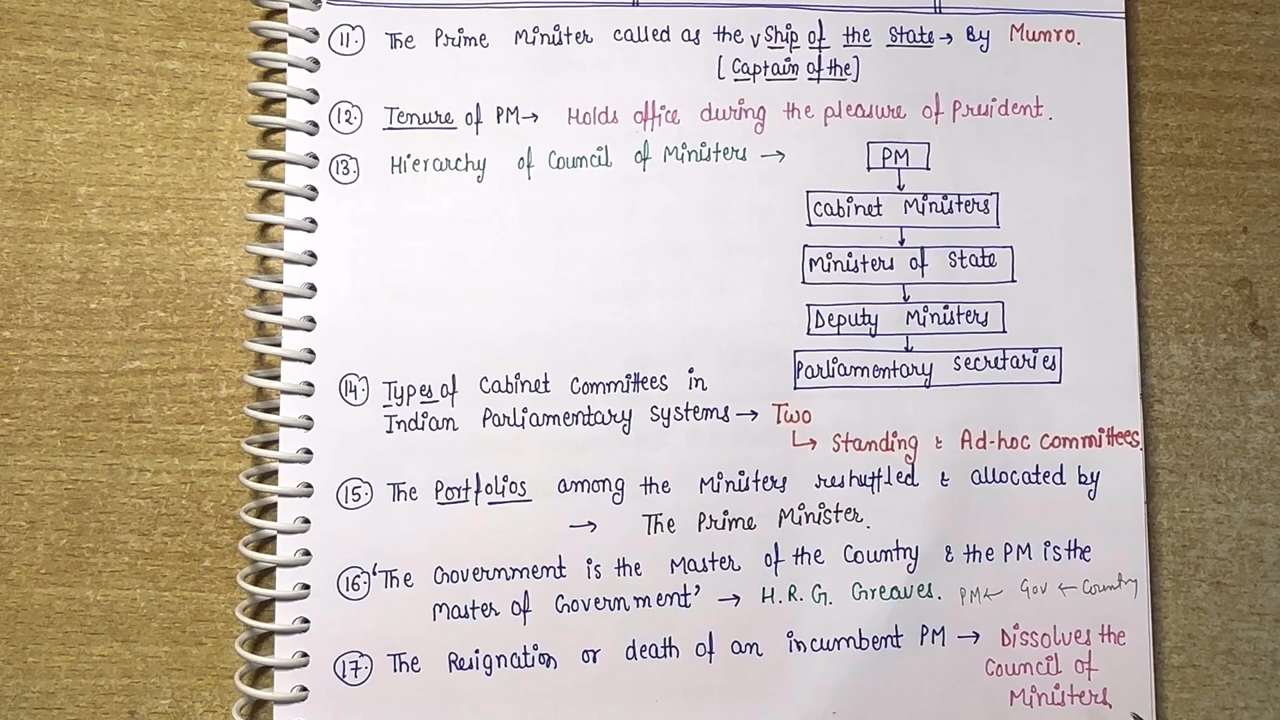 11. The Prime Minister called as the ∨ Ship of the State → By Munro.
[Captain of the]
12. Tenure of PM → Holds office during the pleasure of President.
13. Hierarchy of Council of Ministers →
PM
↓
Cabinet Ministers
↓
Ministers of State
↓
Deputy Ministers
↓
Parliamentary Secretaries
14. Types of Cabinet Committees in
Indian Parliamentary Systems → Two
↳ Standing & Ad-hoc committees.
15. The Portfolios among the Ministers reshuffled & allocated by
→ The Prime Minister.
16. 'The Government is the Master of the Country & the PM is the
Master of Government' → H.R.G. Greaves. PM ← Gov ← Country
17. The Resignation or death of an incumbent PM → Dissolves the
Council of
Ministers.